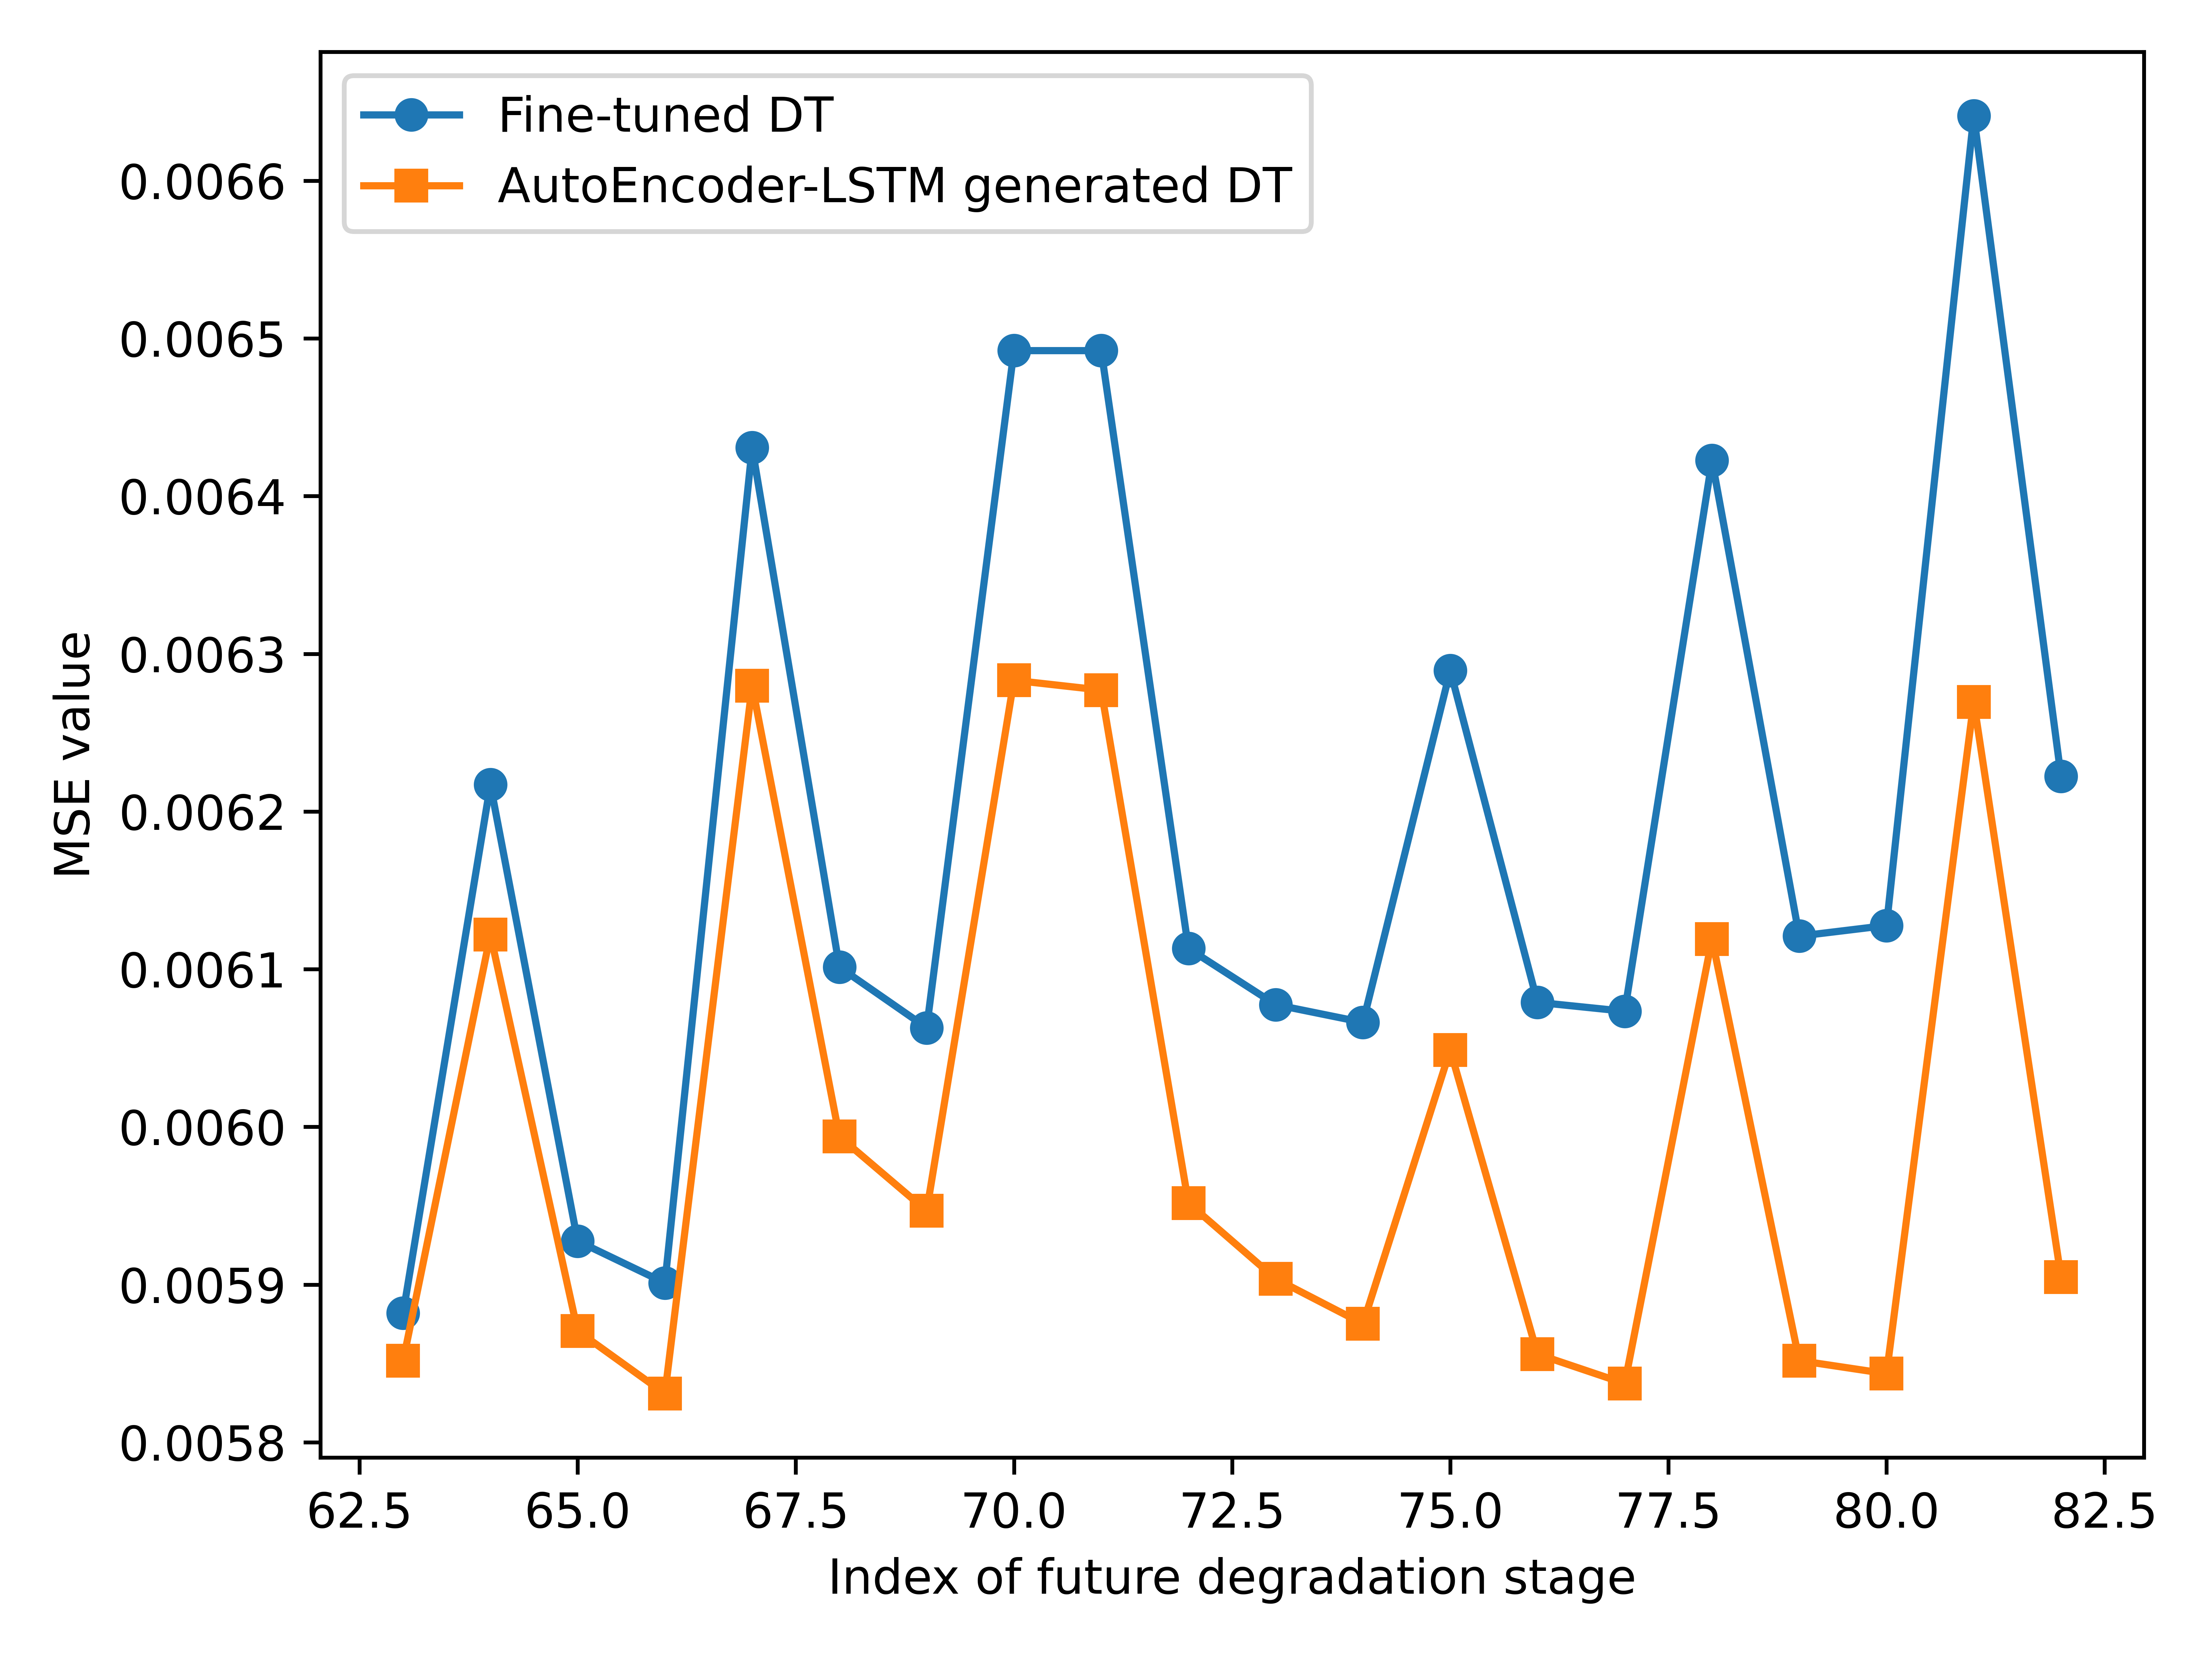 Fine-tuned DT
AutoEncoder-LSTM generated DT
0.0066
0.0065
0.0064
0.0063
0.0062
0.0061
0.0060
0.0059
0.0058
MSE value
62.5 65.0 67.5 70.0 72.5 75.0 77.5 80.0 82.5
Index of future degradation stage